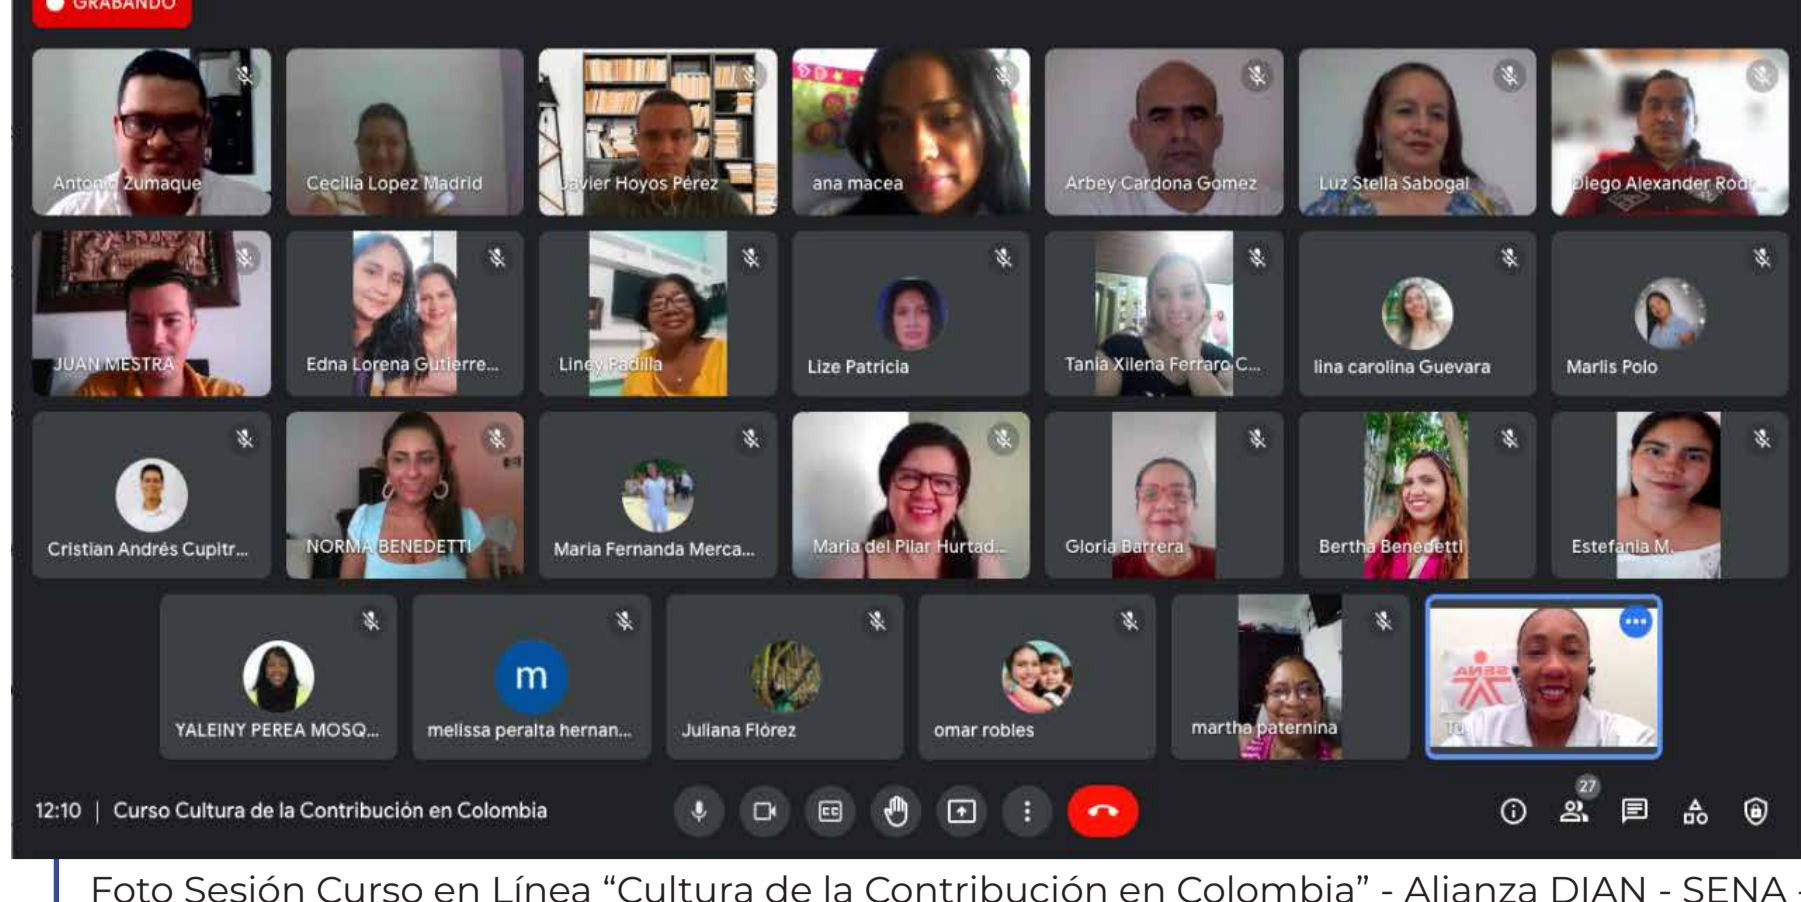 GRABANDO
Antonio Zumaque
Cecilia Lopez Madrid
Javier Hoyos Pérez
ana macea
Arbey Cardona Gomez
Luz Stella Sabogal
Diego Alexander Rodr...
JUAN MESTRA
Edna Lorena Gutierre...
Liney Padilla
Lize Patricia
Tania Xilena Ferraro C...
lina carolina Guevara
Marlis Polo
Cristian Andrés Cupitr...
NORMA BENEDETTI
Maria Fernanda Merca...
Maria del Pilar Hurtad...
Gloria Barrera
Bertha Benedetti
Estefania M.
YALEINY PEREA MOSQ...
m
melissa peralta hernan...
Juliana Flórez
omar robles
martha paternina
SENA
Tú
12:10 | Curso Cultura de la Contribución en Colombia
CC
27
Foto Sesión Curso en Línea “Cultura de la Contribución en Colombia” - Alianza DIAN - SENA -